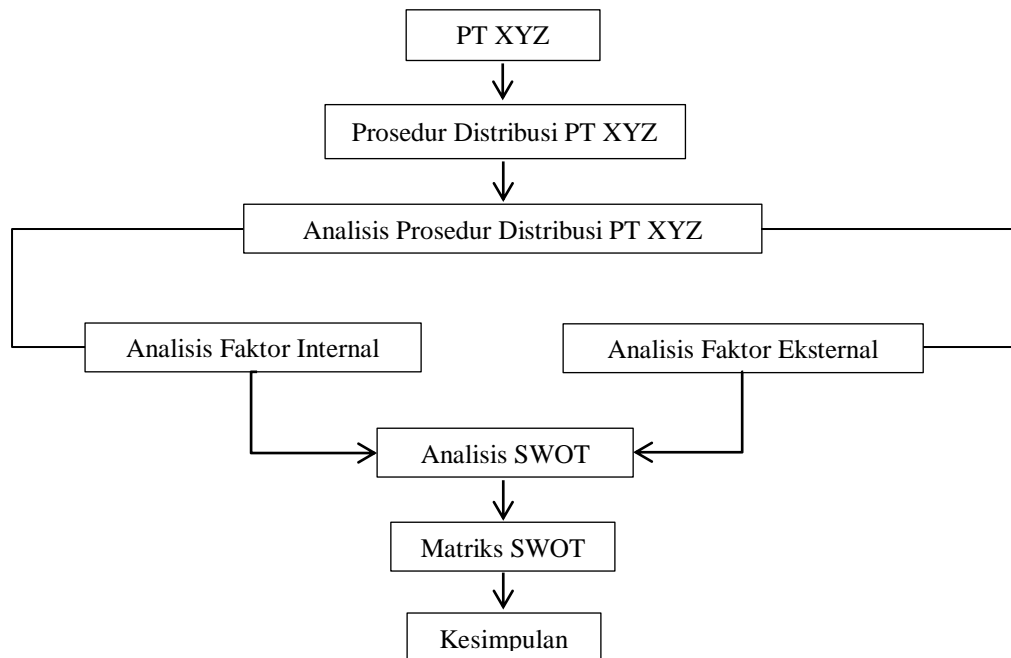 PT XYZ
Prosedur Distribusi PT XYZ
Analisis Prosedur Distribusi PT XYZ
Analisis Faktor Internal
Analisis Faktor Eksternal
Analisis SWOT
Matriks SWOT
Kesimpulan